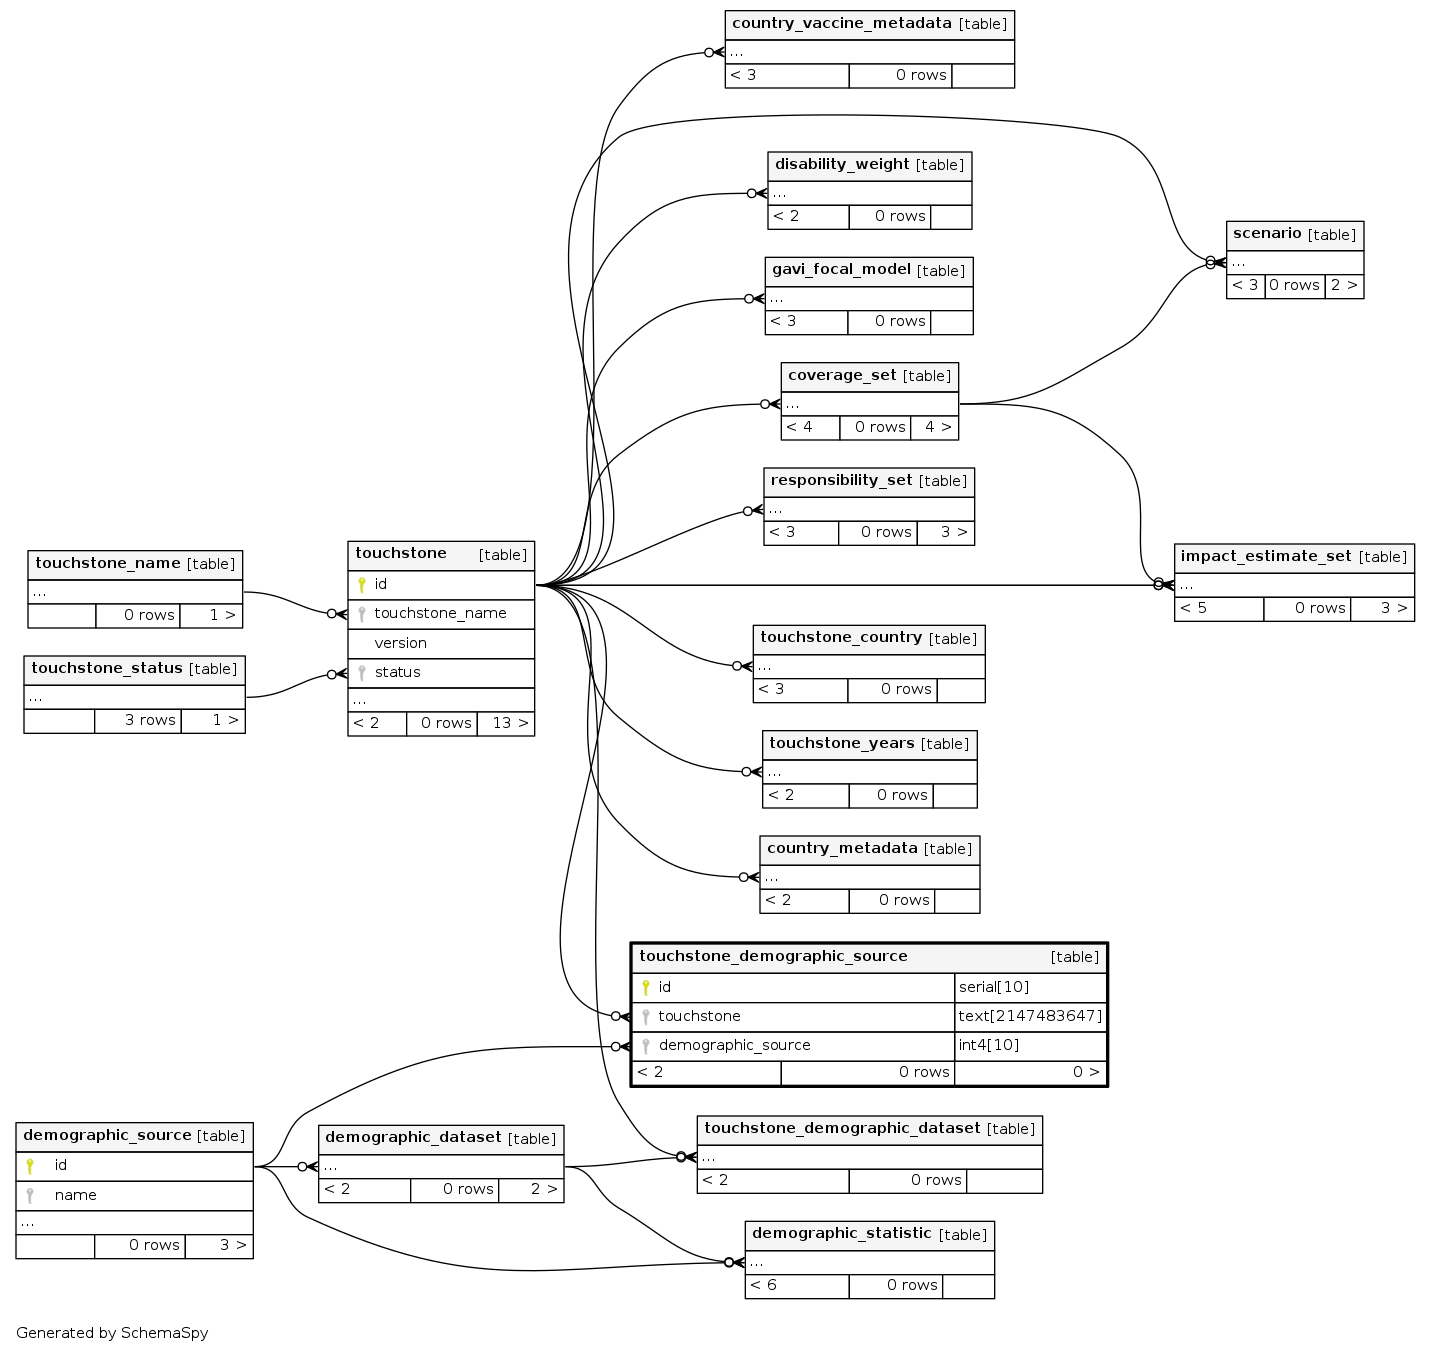 country_vaccine_metadata [table]
...
< 3 0 rows
disability_weight [table]
...
< 2 0 rows
scenario [table]
...
< 3 0 rows 2 >
gavi_focal_model [table]
...
< 3 0 rows
coverage_set [table]
...
< 4 0 rows 4 >
responsibility_set [table]
...
< 3 0 rows 3 >
touchstone_name [table]
...
0 rows 1 >
touchstone_status [table]
...
3 rows 1 >
touchstone [table]
id
touchstone_name
version
status
...
< 2 0 rows 13 >
impact_estimate_set [table]
...
< 5 0 rows 3 >
touchstone_country [table]
...
< 3 0 rows
touchstone_years [table]
...
< 2 0 rows
country_metadata [table]
...
< 2 0 rows
touchstone_demographic_source [table]
id serial[10]
touchstone text[2147483647]
demographic_source int4[10]
< 2 0 rows 0 >
demographic_source [table]
id
name
...
0 rows 3 >
demographic_dataset [table]
...
< 2 0 rows 2 >
touchstone_demographic_dataset [table]
...
< 2 0 rows
demographic_statistic [table]
...
< 6 0 rows
Generated by SchemaSpy